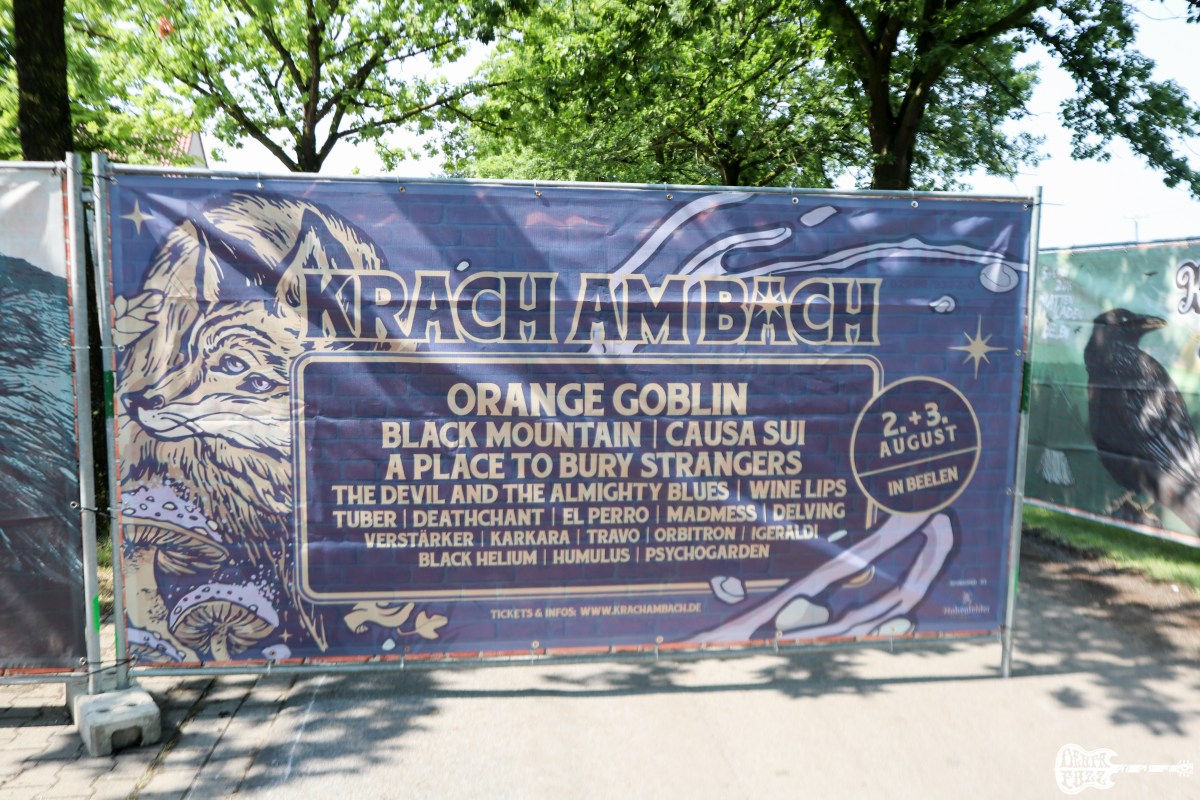 KRACH AM BACH
ORANGE GOBLIN
BLACK MOUNTAIN | CAUSA SUI
A PLACE TO BURY STRANGERS
THE DEVIL AND THE ALMIGHTY BLUES | WINE LIPS
TUBER | DEATHCHANT | EL PERRO | MADMESS | DELVING
VERSTÄRKER | KARKARA | TRAVO | ORBITRON | IGERALD!
BLACK HELIUM | HUMULUS | PSYCHOGARDEN
2.+3.
AUGUST
IN BEELEN
TICKETS & INFOS: WWW.KRACHAMBACH.DE
Hohenfelder